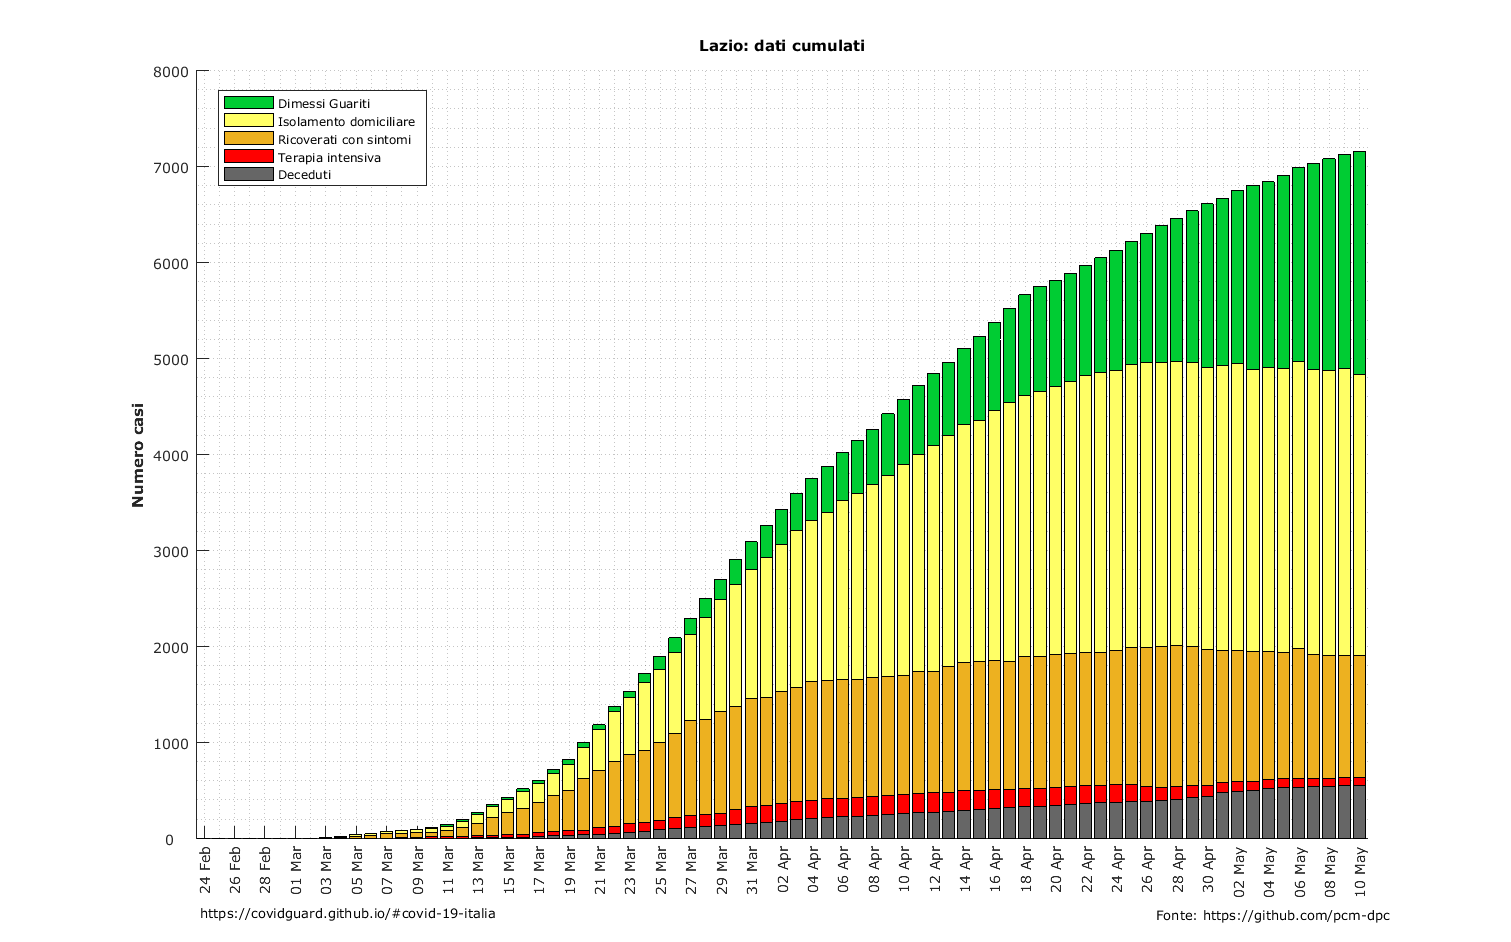 Lazio: dati cumulati
8000
7000
6000
5000
4000
3000
2000
1000
0
Numero casi
Dimessi Guariti
Isolamento domiciliare
Ricoverati con sintomi
Terapia intensiva
Deceduti
24 Feb
26 Feb
28 Feb
01 Mar
03 Mar
05 Mar
07 Mar
09 Mar
11 Mar
13 Mar
15 Mar
17 Mar
19 Mar
21 Mar
23 Mar
25 Mar
27 Mar
29 Mar
31 Mar
02 Apr
04 Apr
06 Apr
08 Apr
10 Apr
12 Apr
14 Apr
16 Apr
18 Apr
20 Apr
22 Apr
24 Apr
26 Apr
28 Apr
30 Apr
02 May
04 May
06 May
08 May
10 May
https://covidguard.github.io/#covid-19-italia
Fonte: https://github.com/pcm-dpc